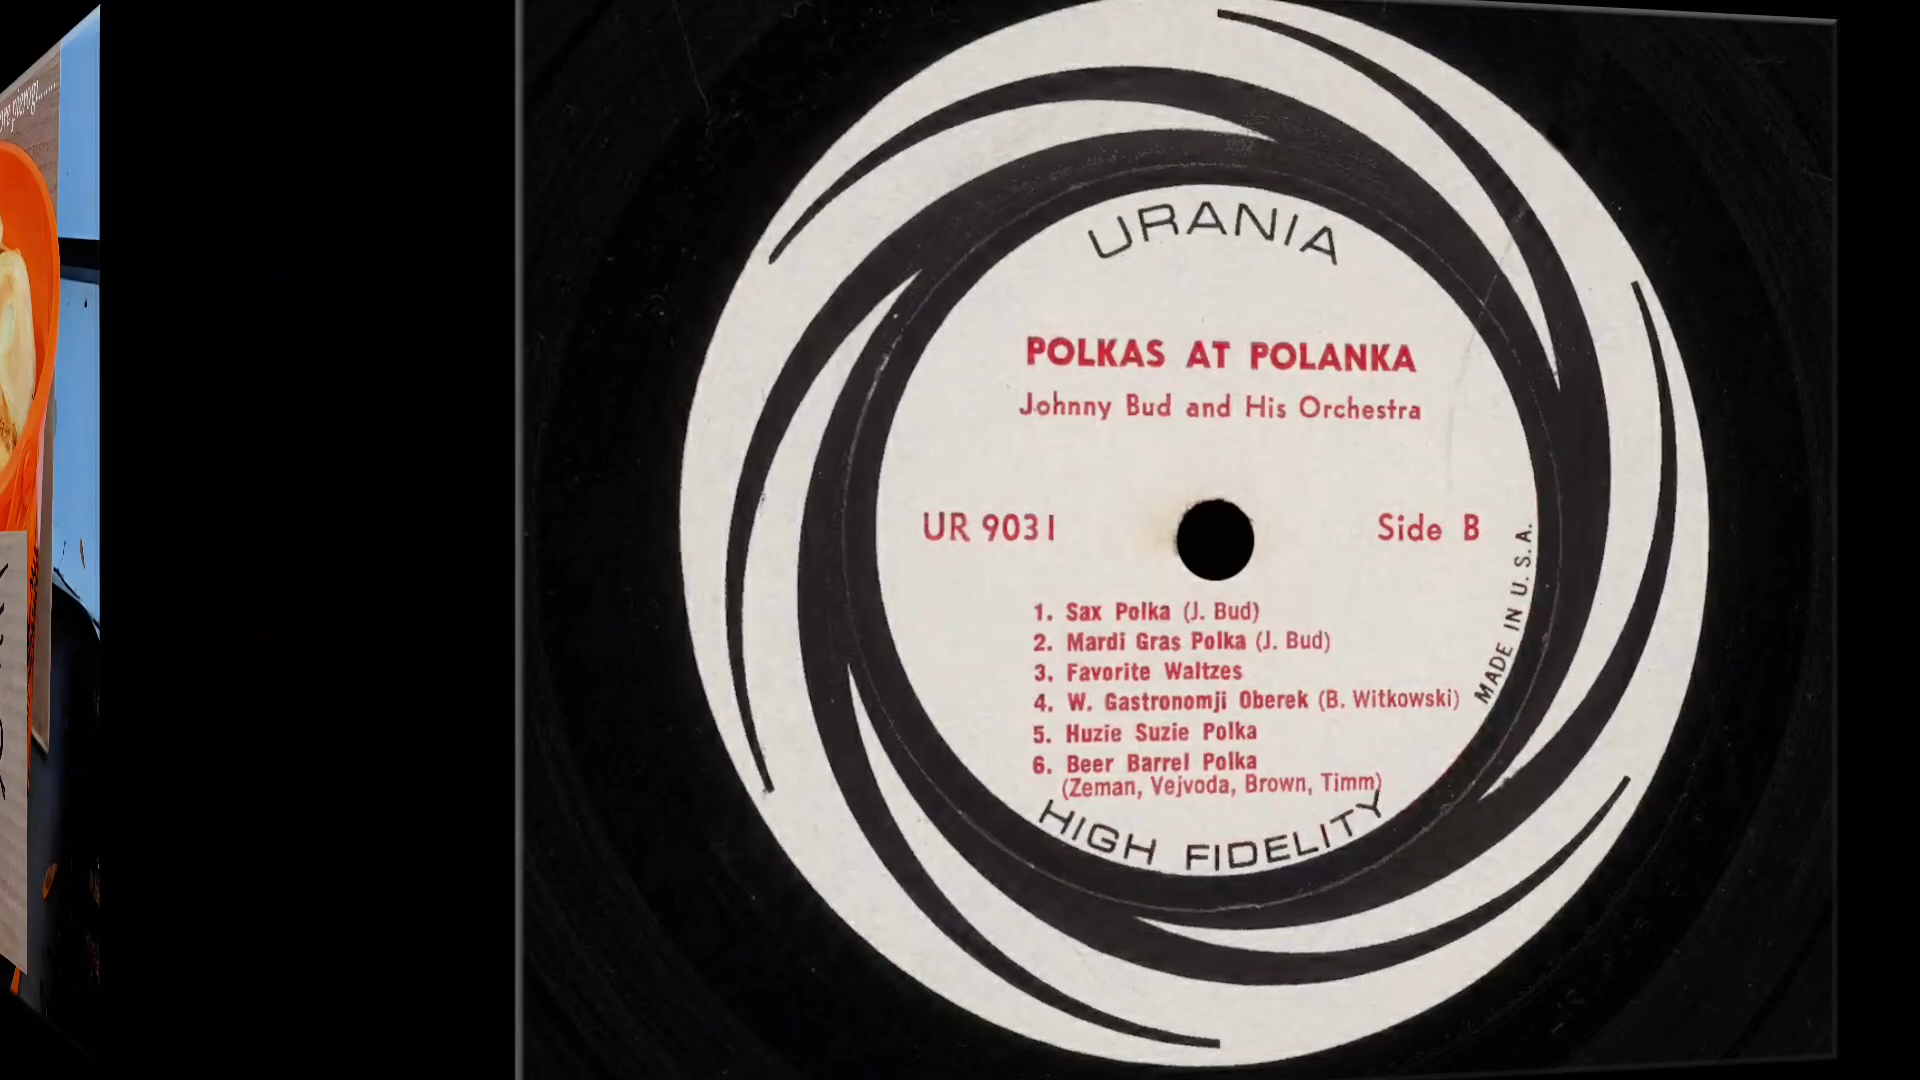 pierogi......
URANIA
POLKAS AT POLANKA
Johnny Bud and His Orchestra
UR 9031
Side B
MADE IN U. S. A.
1. Sax Polka (J. Bud)
2. Mardi Gras Polka (J. Bud)
3. Favorite Waltzes
4. W. Gastronomji Oberek (B. Witkowski)
5. Huzie Suzie Polka
6. Beer Barrel Polka
(Zeman, Vejvoda, Brown, Timm)
HIGH FIDELITY